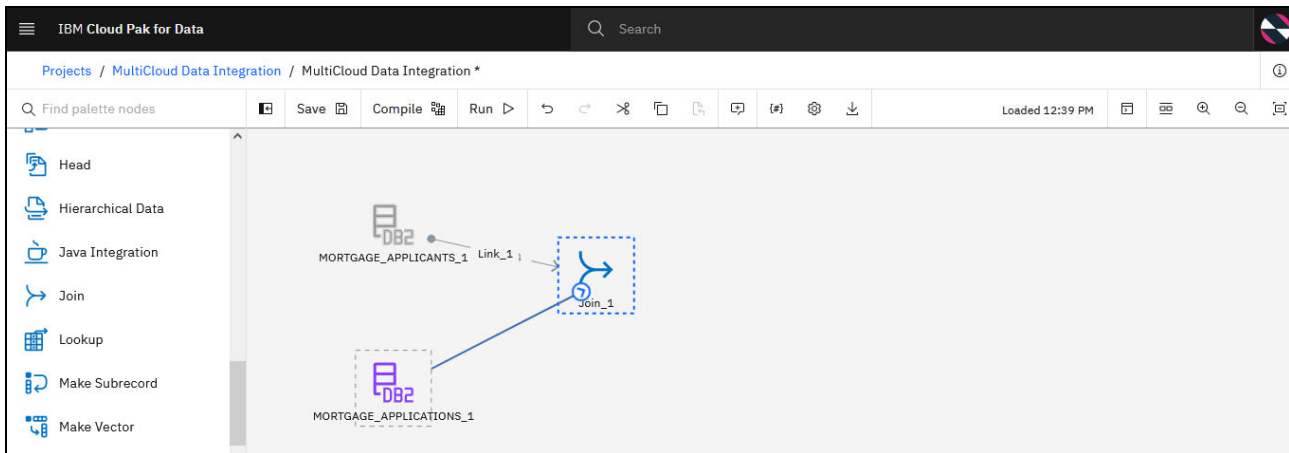 IBM Cloud Pak for Data
Search
Projects / MultiCloud Data Integration / MultiCloud Data Integration *
Find palette nodes
Save
Compile
Run
Loaded 12:39 PM
Head
Hierarchical Data
Java Integration
Join
Lookup
Make Subrecord
Make Vector
DB2
MORTGAGE_APPLICANTS_1
Link_1
Join_1
DB2
MORTGAGE_APPLICATIONS_1